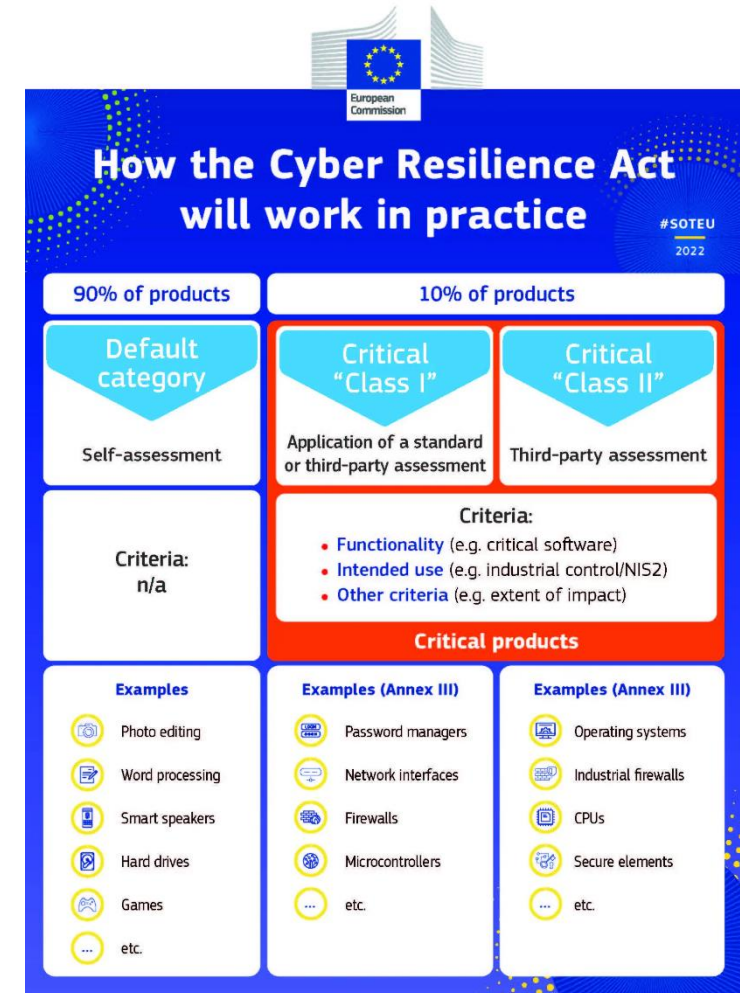 European
Commission
How the Cyber Resilience Act
will work in practice
#SOTEU
2022
90% of products
10% of products
Default
category
Self-assessment
Critical
"Class I"
Application of a standard
or third-party assessment
Critical
"Class II"
Third-party assessment
Criteria:
n/a
Criteria:
• Functionality (e.g. critical software)
• Intended use (e.g. industrial control/NIS2)
• Other criteria (e.g. extent of impact)
Critical products
Examples
Photo editing
Word processing
Smart speakers
Hard drives
Games
... etc.
Examples (Annex III)
Password managers
Network interfaces
Firewalls
Microcontrollers
... etc.
Examples (Annex III)
Operating systems
Industrial firewalls
CPUs
Secure elements
... etc.